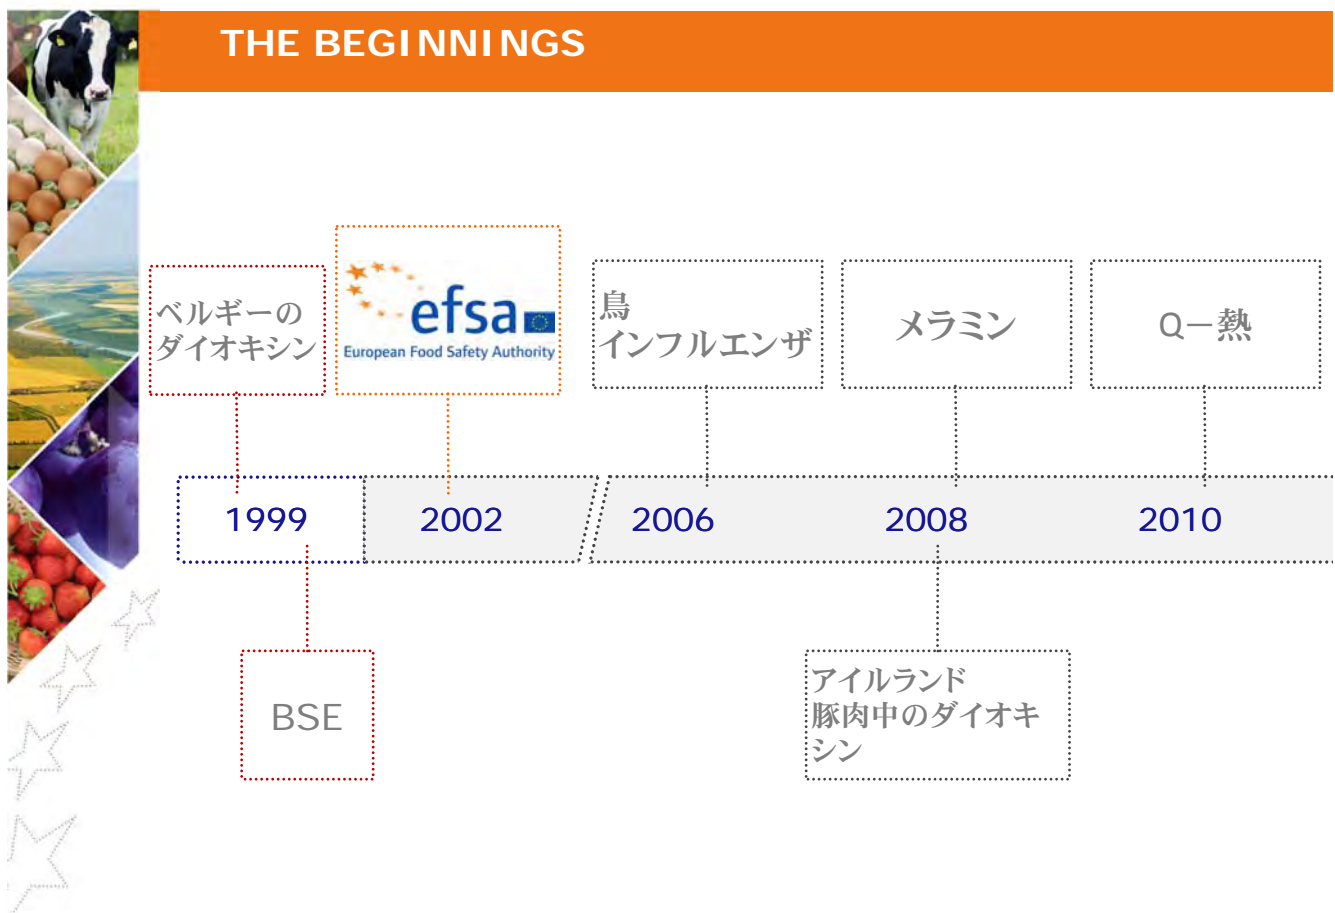 THE BEGINNINGS
ベルギーの
ダイオキシン
efsa
European Food Safety Authority
鳥
インフルエンザ
メラミン
Q－熱
1999
2002
2006
2008
2010
BSE
アイルランド
豚肉中のダイオキ
シン